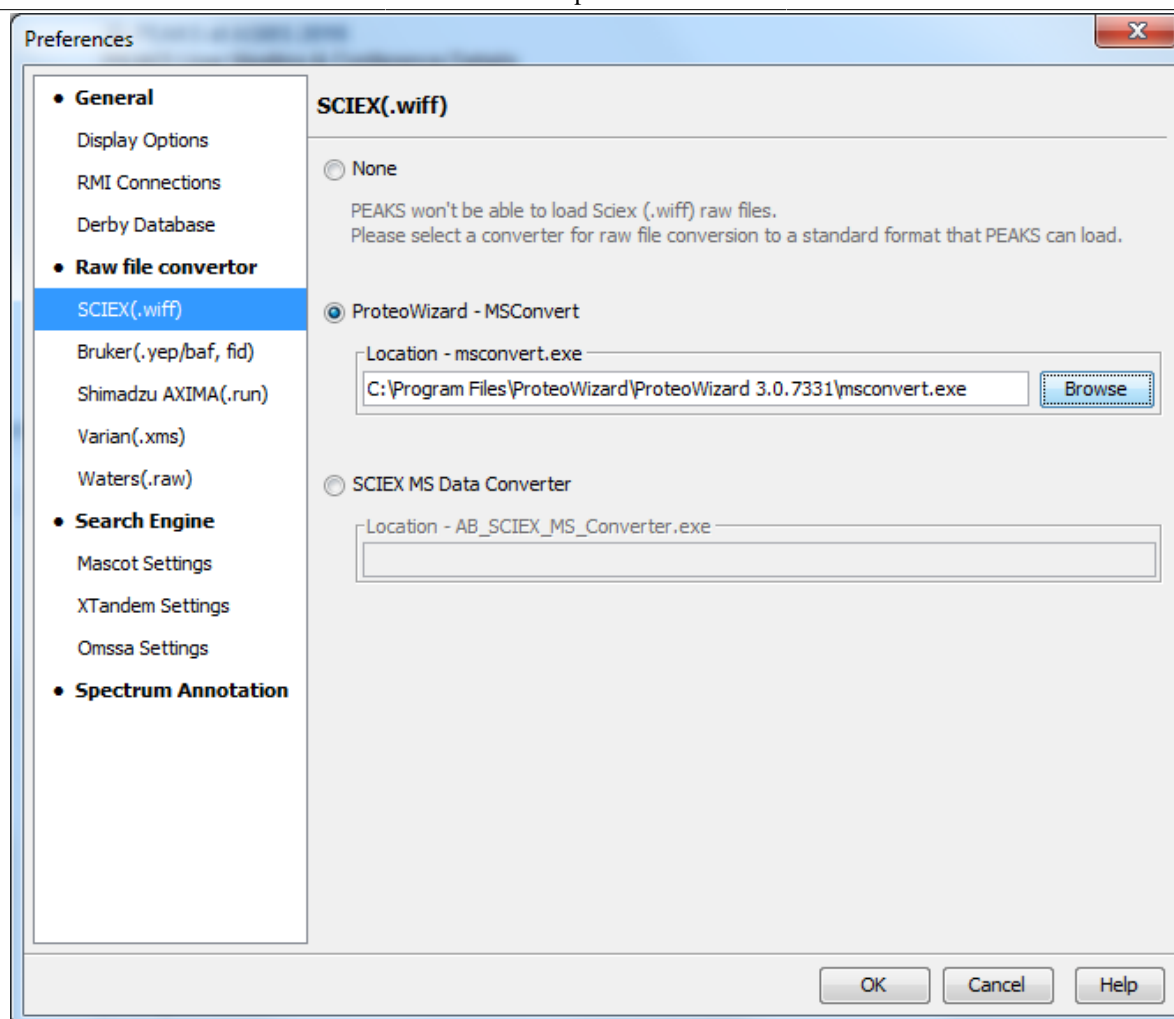 Preferences
• General
Display Options
RMI Connections
Derby Database
• Raw file convertor
SCIEX(.wiff)
Bruker(.yep/baf, fid)
Shimadzu AXIMA(.run)
Varian(.xms)
Waters(.raw)
• Search Engine
Mascot Settings
XTandem Settings
Omssa Settings
• Spectrum Annotation
SCIEX(.wiff)
None
PEAKS won't be able to load Sciex (.wiff) raw files.
Please select a converter for raw file conversion to a standard format that PEAKS can load.
ProteoWizard - MSConvert
Location - msconvert.exe
C:\Program Files\ProteoWizard\ProteoWizard 3.0.7331\msconvert.exe
Browse
SCIEX MS Data Converter
Location - AB_SCIEX_MS_Converter.exe
OK
Cancel
Help